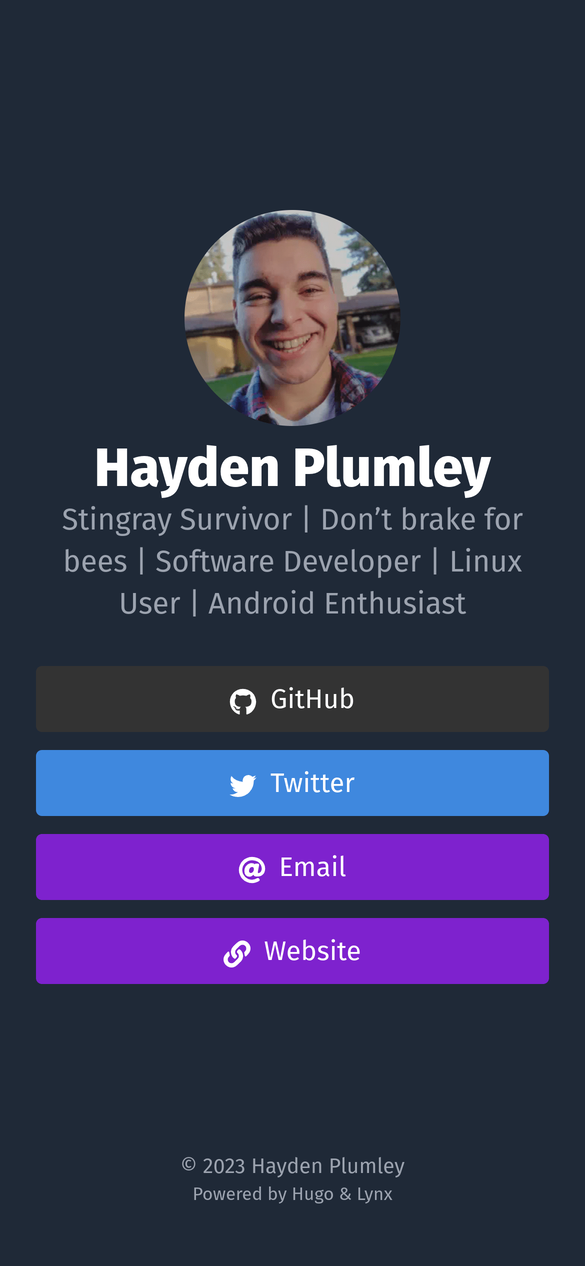 Hayden Plumley
Stingray Survivor | Don’t brake for
bees | Software Developer | Linux
User | Android Enthusiast
GitHub
Twitter
Email
Website
© 2023 Hayden Plumley
Powered by Hugo & Lynx